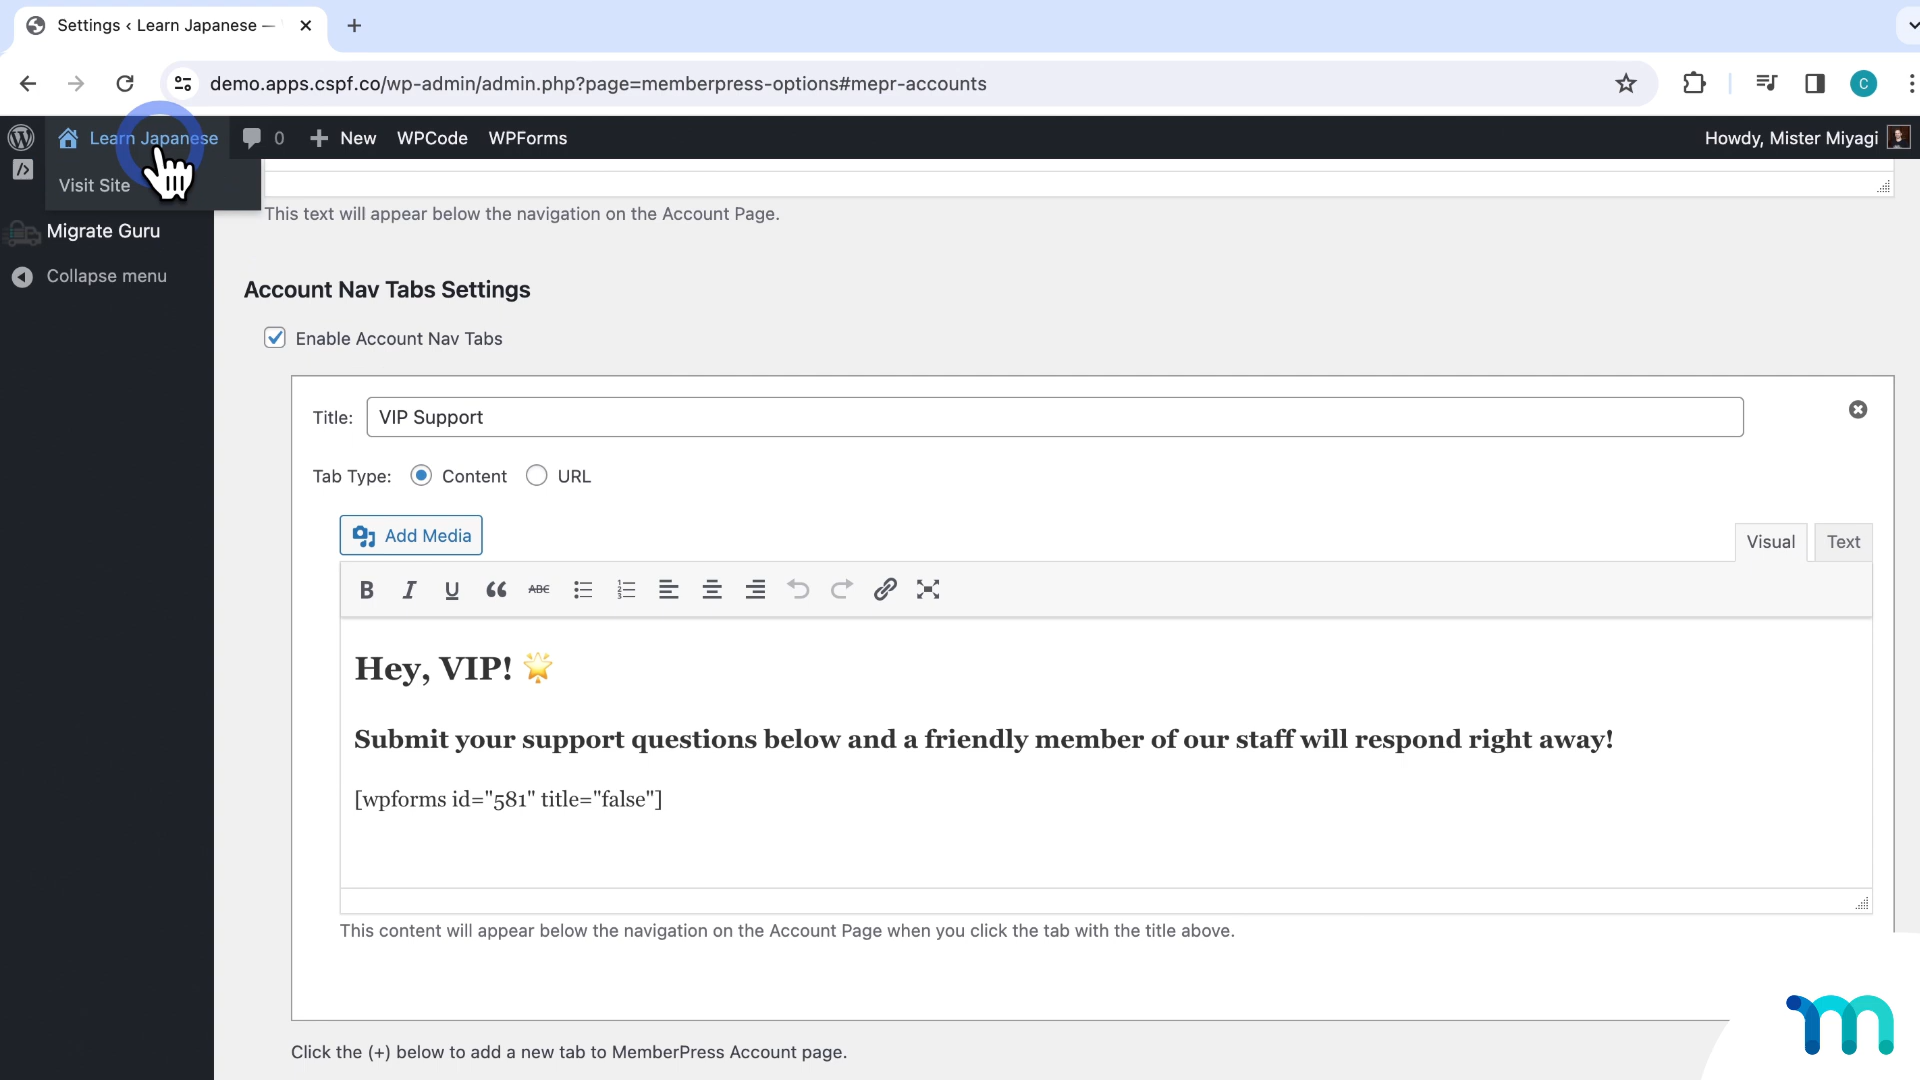 Settings ‹ Learn Japanese —
demo.apps.cspf.co/wp-admin/admin.php?page=memberpress-options#mepr-accounts
C
Learn Japanese 0 New WPCode WPForms Howdy, Mister Miyagi
Visit Site
This text will appear below the navigation on the Account Page.
Migrate Guru
Collapse menu
Account Nav Tabs Settings
Enable Account Nav Tabs
Title: VIP Support
Tab Type: Content URL
Add Media
Visual Text
B I U ABC
Hey, VIP! 🌟
Submit your support questions below and a friendly member of our staff will respond right away!
[wpforms id="581" title="false"]
This content will appear below the navigation on the Account Page when you click the tab with the title above.
Click the (+) below to add a new tab to MemberPress Account page.
m